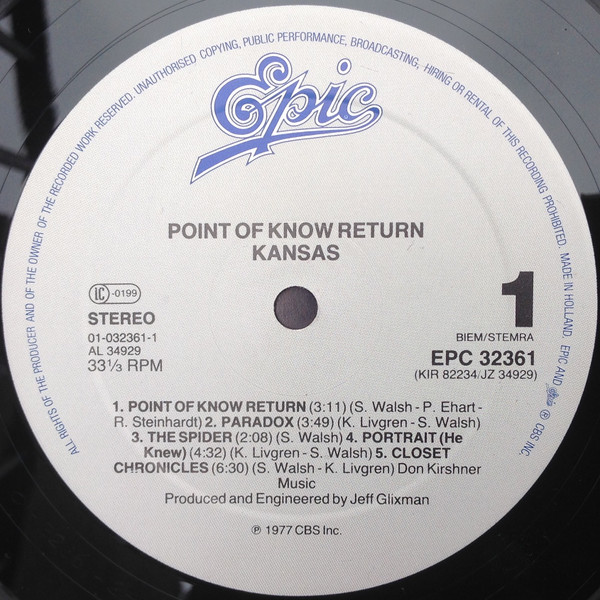 ALL RIGHTS OF THE PRODUCER AND OF THE OWNER OF THE RECORDED WORK RESERVED. UNAUTHORISED COPYING, PUBLIC PERFORMANCE, BROADCASTING, HIRING OR RENTAL OF THIS RECORDING PROHIBITED. MADE IN HOLLAND. EPIC AND Epic ℗ CBS INC.
Epic
POINT OF KNOW RETURN
KANSAS
1
IC -0199
STEREO
01-032361-1
AL 34929
33⅓ RPM
BIEM/STEMRA
EPC 32361
(KIR 82234/JZ 34929)
1. POINT OF KNOW RETURN (3:11) (S. Walsh - P. Ehart -
R. Steinhardt) 2. PARADOX (3:49) (K. Livgren - S. Walsh)
3. THE SPIDER (2:08) (S. Walsh) 4. PORTRAIT (He
Knew) (4:32) (K. Livgren - S. Walsh) 5. CLOSET
CHRONICLES (6:30) (S. Walsh - K. Livgren) Don Kirshner
Music
Produced and Engineered by Jeff Glixman
℗ 1977 CBS Inc.